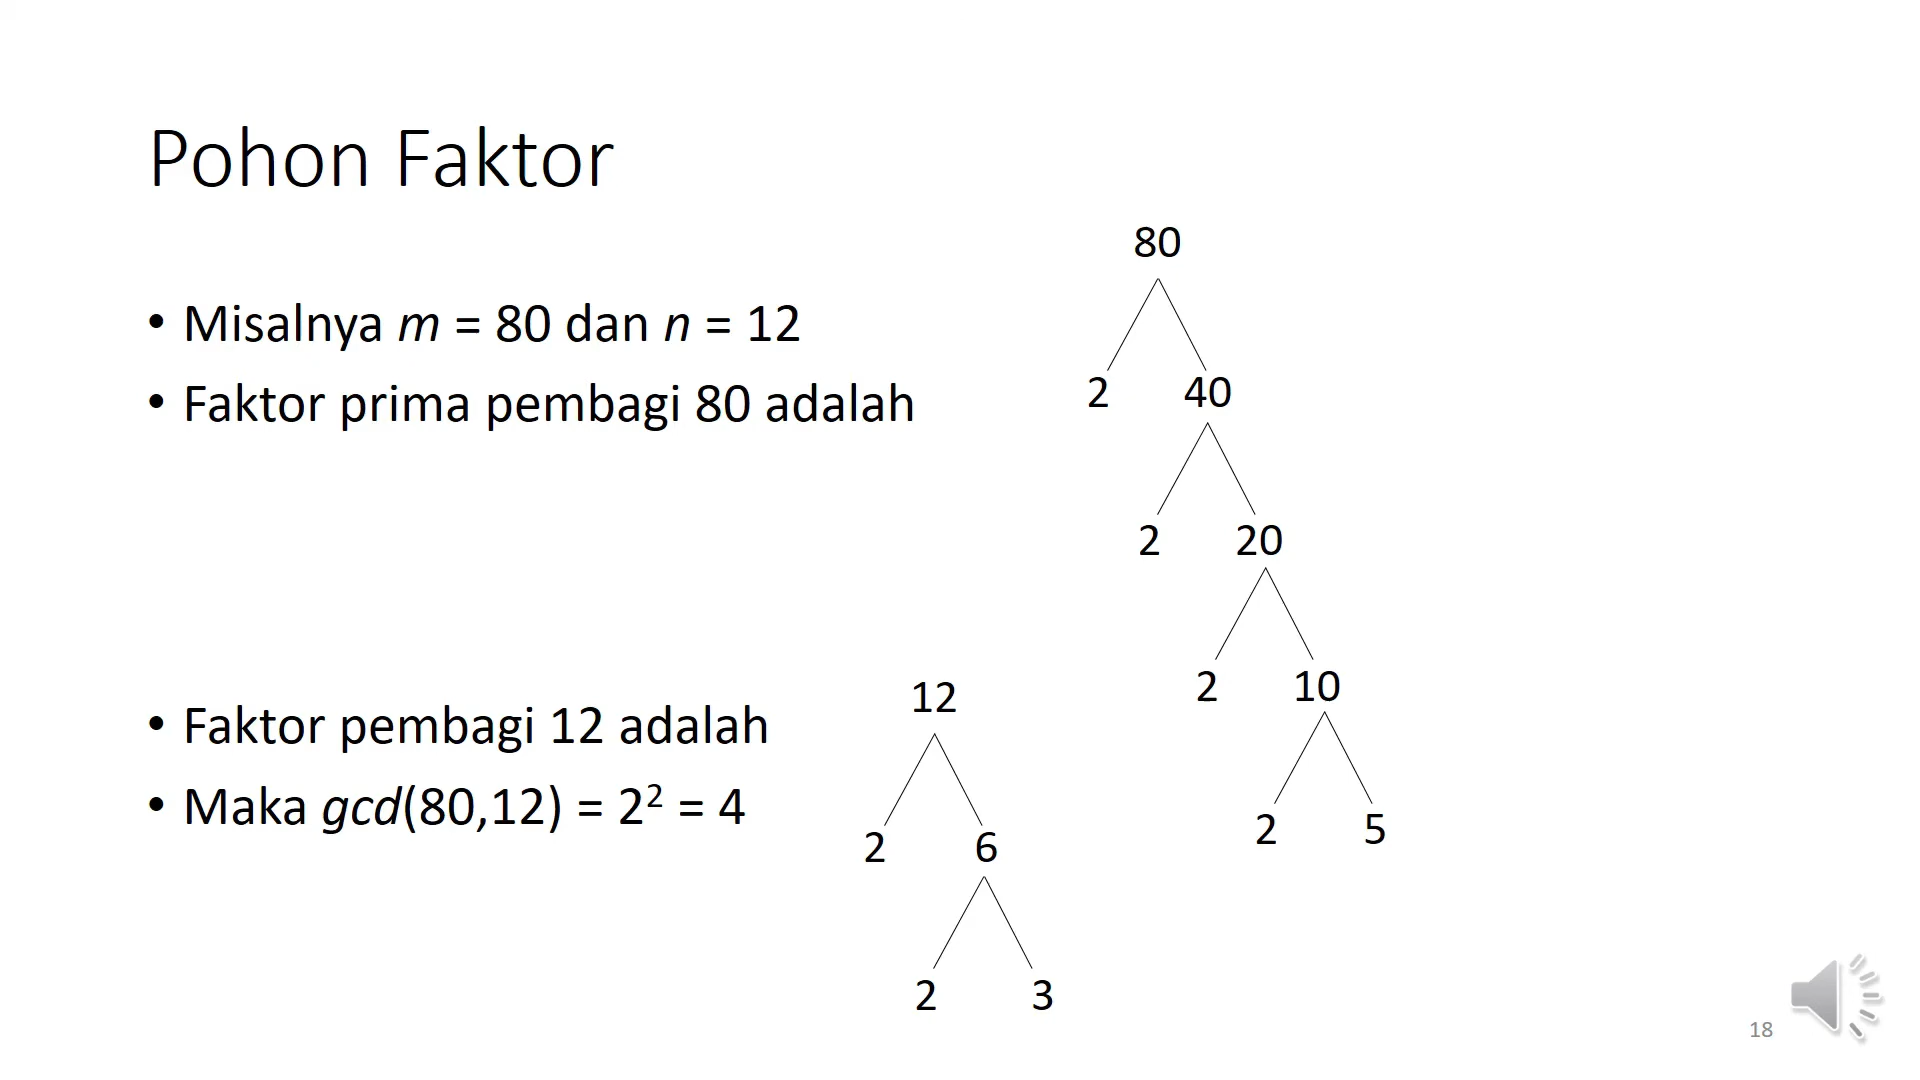 Pohon Faktor
• Misalnya m = 80 dan n = 12
• Faktor prima pembagi 80 adalah
80
2 40
2 20
2 10
2 5
• Faktor pembagi 12 adalah
• Maka gcd(80,12) = 2² = 4
12
2 6
2 3
18